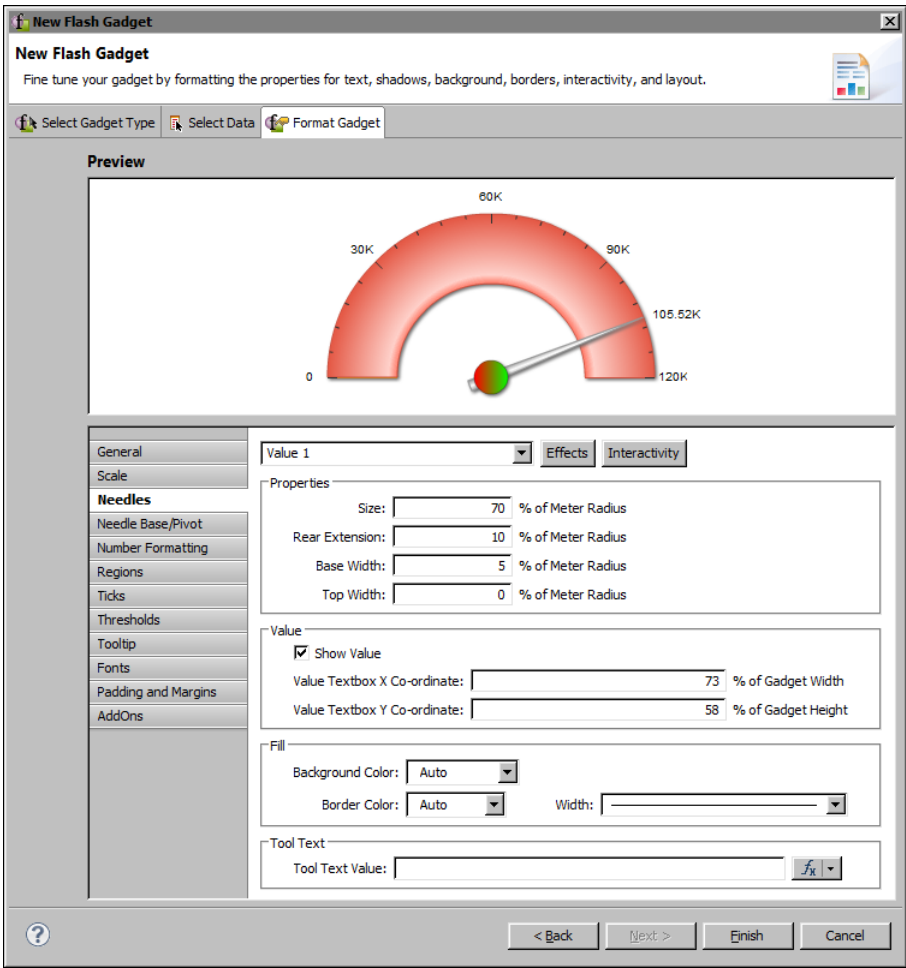 New Flash Gadget
New Flash Gadget
Fine tune your gadget by formatting the properties for text, shadows, background, borders, interactivity, and layout.
Select Gadget Type Select Data Format Gadget
Preview
60K
30K 90K
105.52K
0 120K
General
Scale
Needles
Needle Base/Pivot
Number Formatting
Regions
Ticks
Thresholds
Tooltip
Fonts
Padding and Margins
AddOns
Value 1 Effects Interactivity
Properties
Size: 70 % of Meter Radius
Rear Extension: 10 % of Meter Radius
Base Width: 5 % of Meter Radius
Top Width: 0 % of Meter Radius
Value
Show Value
Value Textbox X Co-ordinate: 73 % of Gadget Width
Value Textbox Y Co-ordinate: 58 % of Gadget Height
Fill
Background Color: Auto
Border Color: Auto Width:
Tool Text
Tool Text Value: fx
? < Back Next > Finish Cancel